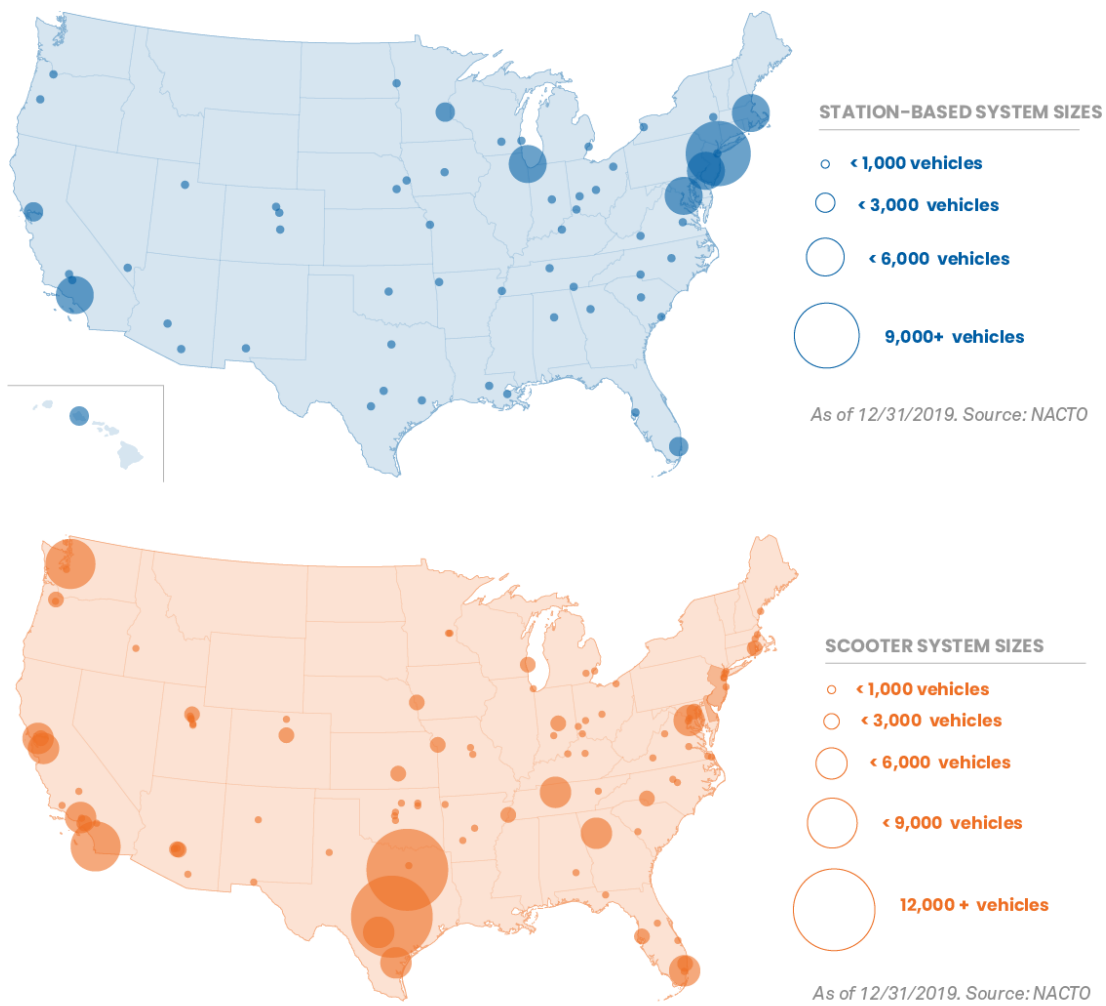 STATION-BASED SYSTEM SIZES
< 1,000 vehicles
< 3,000 vehicles
< 6,000 vehicles
9,000+ vehicles
As of 12/31/2019. Source: NACTO
SCOOTER SYSTEM SIZES
< 1,000 vehicles
< 3,000 vehicles
< 6,000 vehicles
< 9,000 vehicles
12,000 + vehicles
As of 12/31/2019. Source: NACTO